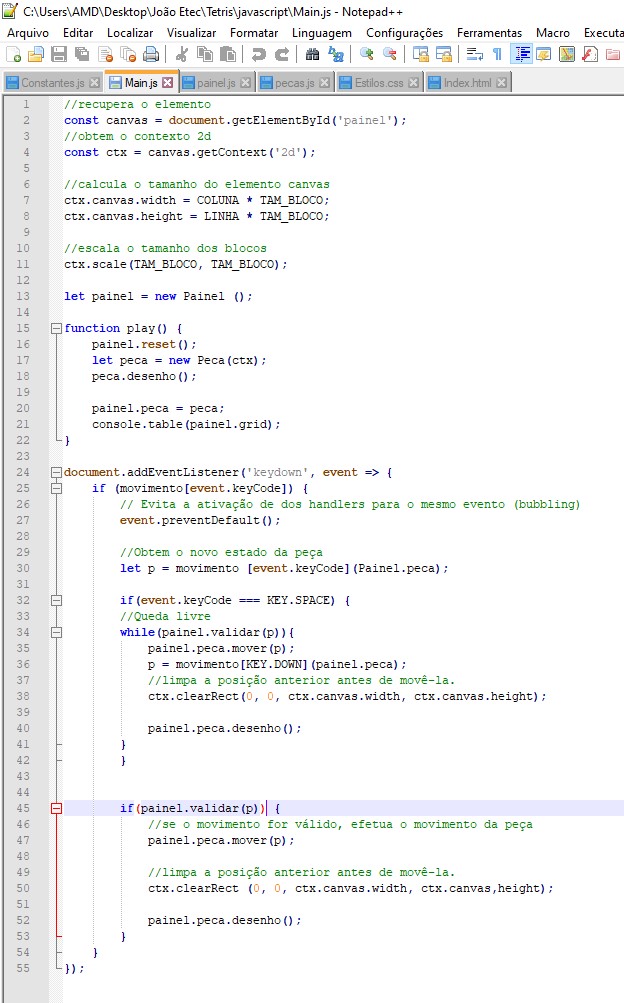 C:\Users\AMD\Desktop\João Etec\Tetris\javascript\Main.js - Notepad++
Arquivo Editar Localizar Visualizar Formatar Linguagem Configurações Ferramentas Macro Executa
Constantes.js Main.js painel.js pecas.js Estilos.css Index.html
1 //recupera o elemento
2 const canvas = document.getElementById('painel');
3 //obtem o contexto 2d
4 const ctx = canvas.getContext('2d');
5
6 //calcula o tamanho do elemento canvas
7 ctx.canvas.width = COLUNA * TAM_BLOCO;
8 ctx.canvas.height = LINHA * TAM_BLOCO;
9
10 //escala o tamanho dos blocos
11 ctx.scale(TAM_BLOCO, TAM_BLOCO);
12
13 let painel = new Painel ();
14
15 function play() {
16 painel.reset();
17 let peca = new Peca(ctx);
18 peca.desenho();
19
20 painel.peca = peca;
21 console.table(painel.grid);
22 }
23
24 document.addEventListener('keydown', event => {
25 if (movimento[event.keyCode]) {
26 // Evita a ativação de dos handlers para o mesmo evento (bubbling)
27 event.preventDefault();
28
29 //Obtem o novo estado da peça
30 let p = movimento [event.keyCode](Painel.peca);
31
32 if(event.keyCode === KEY.SPACE) {
33 //Queda livre
34 while(painel.validar(p)){
35 painel.peca.mover(p);
36 p = movimento[KEY.DOWN](painel.peca);
37 //limpa a posição anterior antes de movê-la.
38 ctx.clearRect(0, 0, ctx.canvas.width, ctx.canvas.height);
39
40 painel.peca.desenho();
41 }
42 }
43
44
45 if(painel.validar(p)) {
46 //se o movimento for válido, efetua o movimento da peça
47 painel.peca.mover(p);
48
49 //limpa a posição anterior antes de movê-la.
50 ctx.clearRect (0, 0, ctx.canvas.width, ctx.canvas,height);
51
52 painel.peca.desenho();
53 }
54 }
55 });